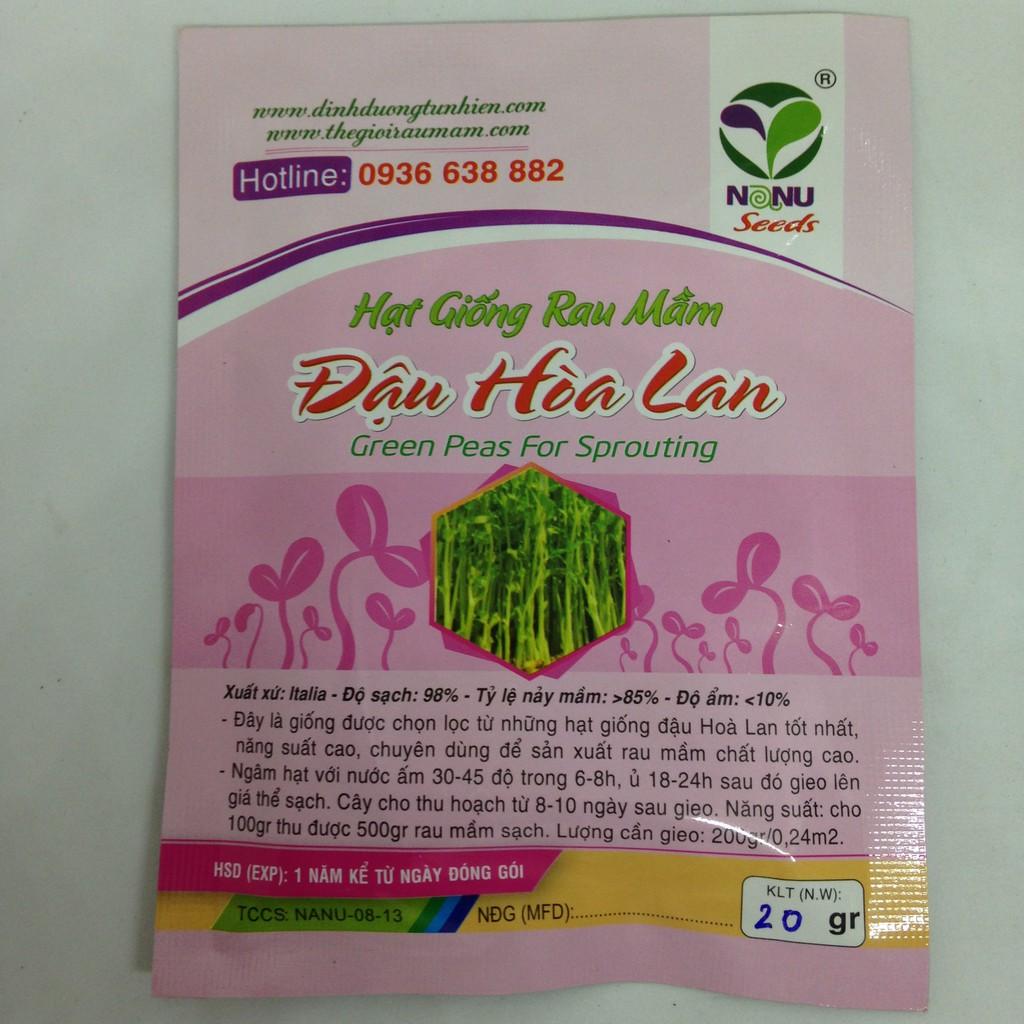 www.dinhduongtunhien.com
www.thegioiraumam.com
Hotline: 0936 638 882
®
NANU
Seeds
Hạt Giống Rau Mầm
Đậu Hòa Lan
Green Peas For Sprouting
Xuất xứ: Italia - Độ sạch: 98% - Tỷ lệ nảy mầm: >85% - Độ ẩm: <10%
- Đây là giống được chọn lọc từ những hạt giống đậu Hoà Lan tốt nhất,
năng suất cao, chuyên dùng để sản xuất rau mầm chất lượng cao.
- Ngâm hạt với nước ấm 30-45 độ trong 6-8h, ủ 18-24h sau đó gieo lên
giá thể sạch. Cây cho thu hoạch từ 8-10 ngày sau gieo. Năng suất: cho
100gr thu được 500gr rau mầm sạch. Lượng cần gieo: 200gr/0,24m2.
HSD (EXP): 1 NĂM KỂ TỪ NGÀY ĐÓNG GÓI
TCCS: NANU-08-13
NĐG (MFD):................................
KLT (N.W):
20 gr